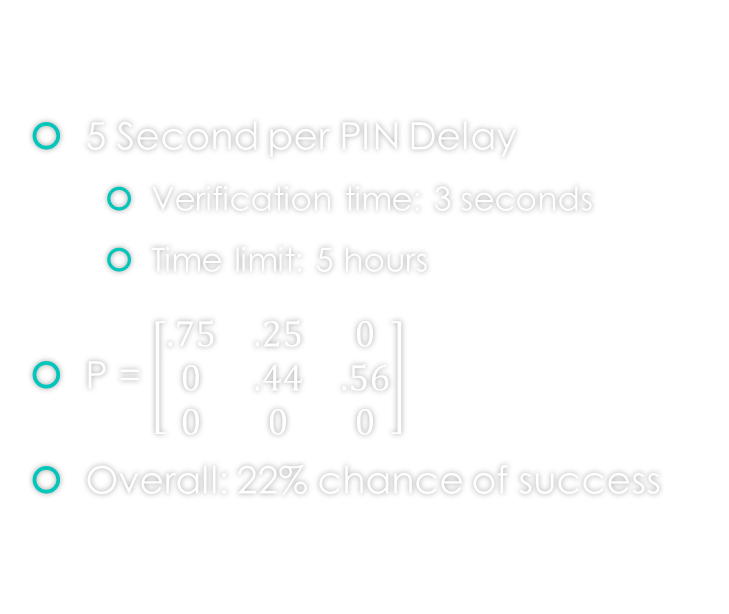 5 Second per PIN Delay
Verification time: 3 seconds
Time limit: 5 hours
P = [.75 .25 0
0 .44 .56
0 0 0]
Overall: 22% chance of success